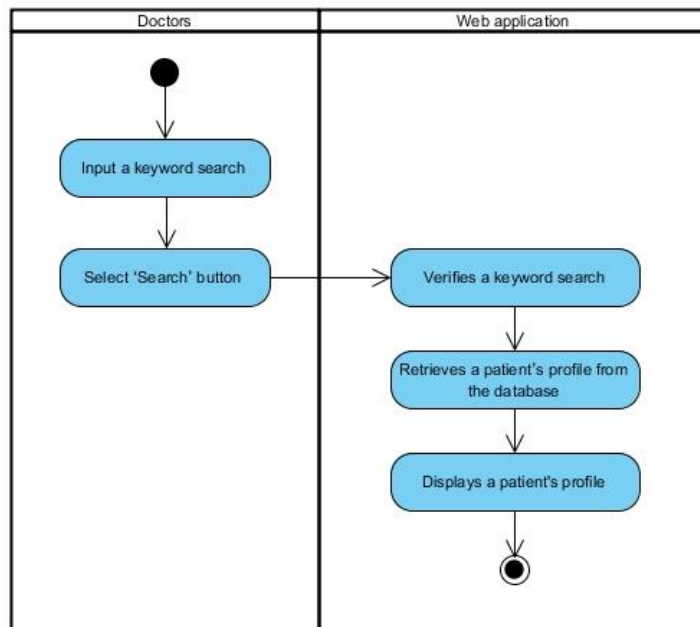 Doctors
Web application
Input a keyword search
Select ‘Search’ button
Verifies a keyword search
Retrieves a patient’s profile from
the database
Displays a patient's profile